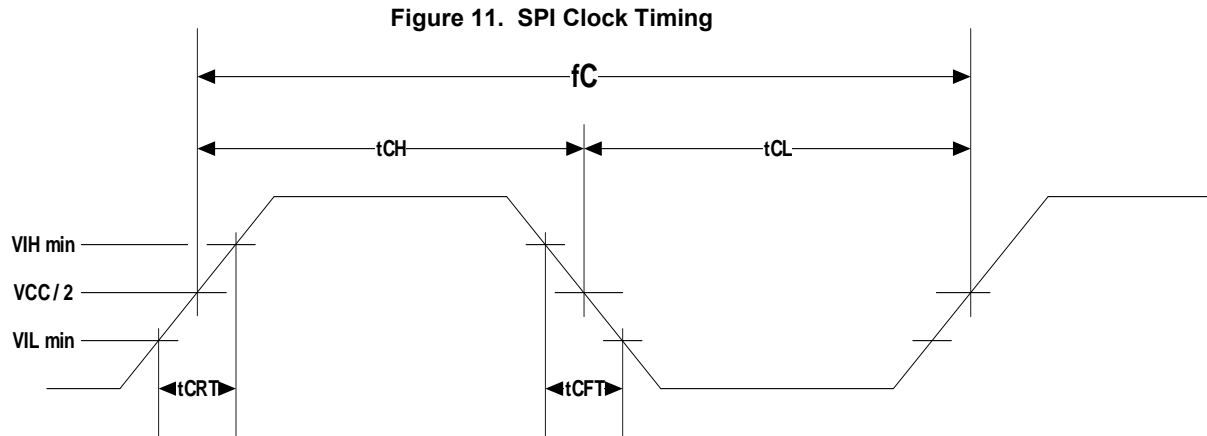 Figure 11. SPI Clock Timing
fC
tCH
tCL
VIH min
VCC / 2
VIL min
tCRT
tCFT